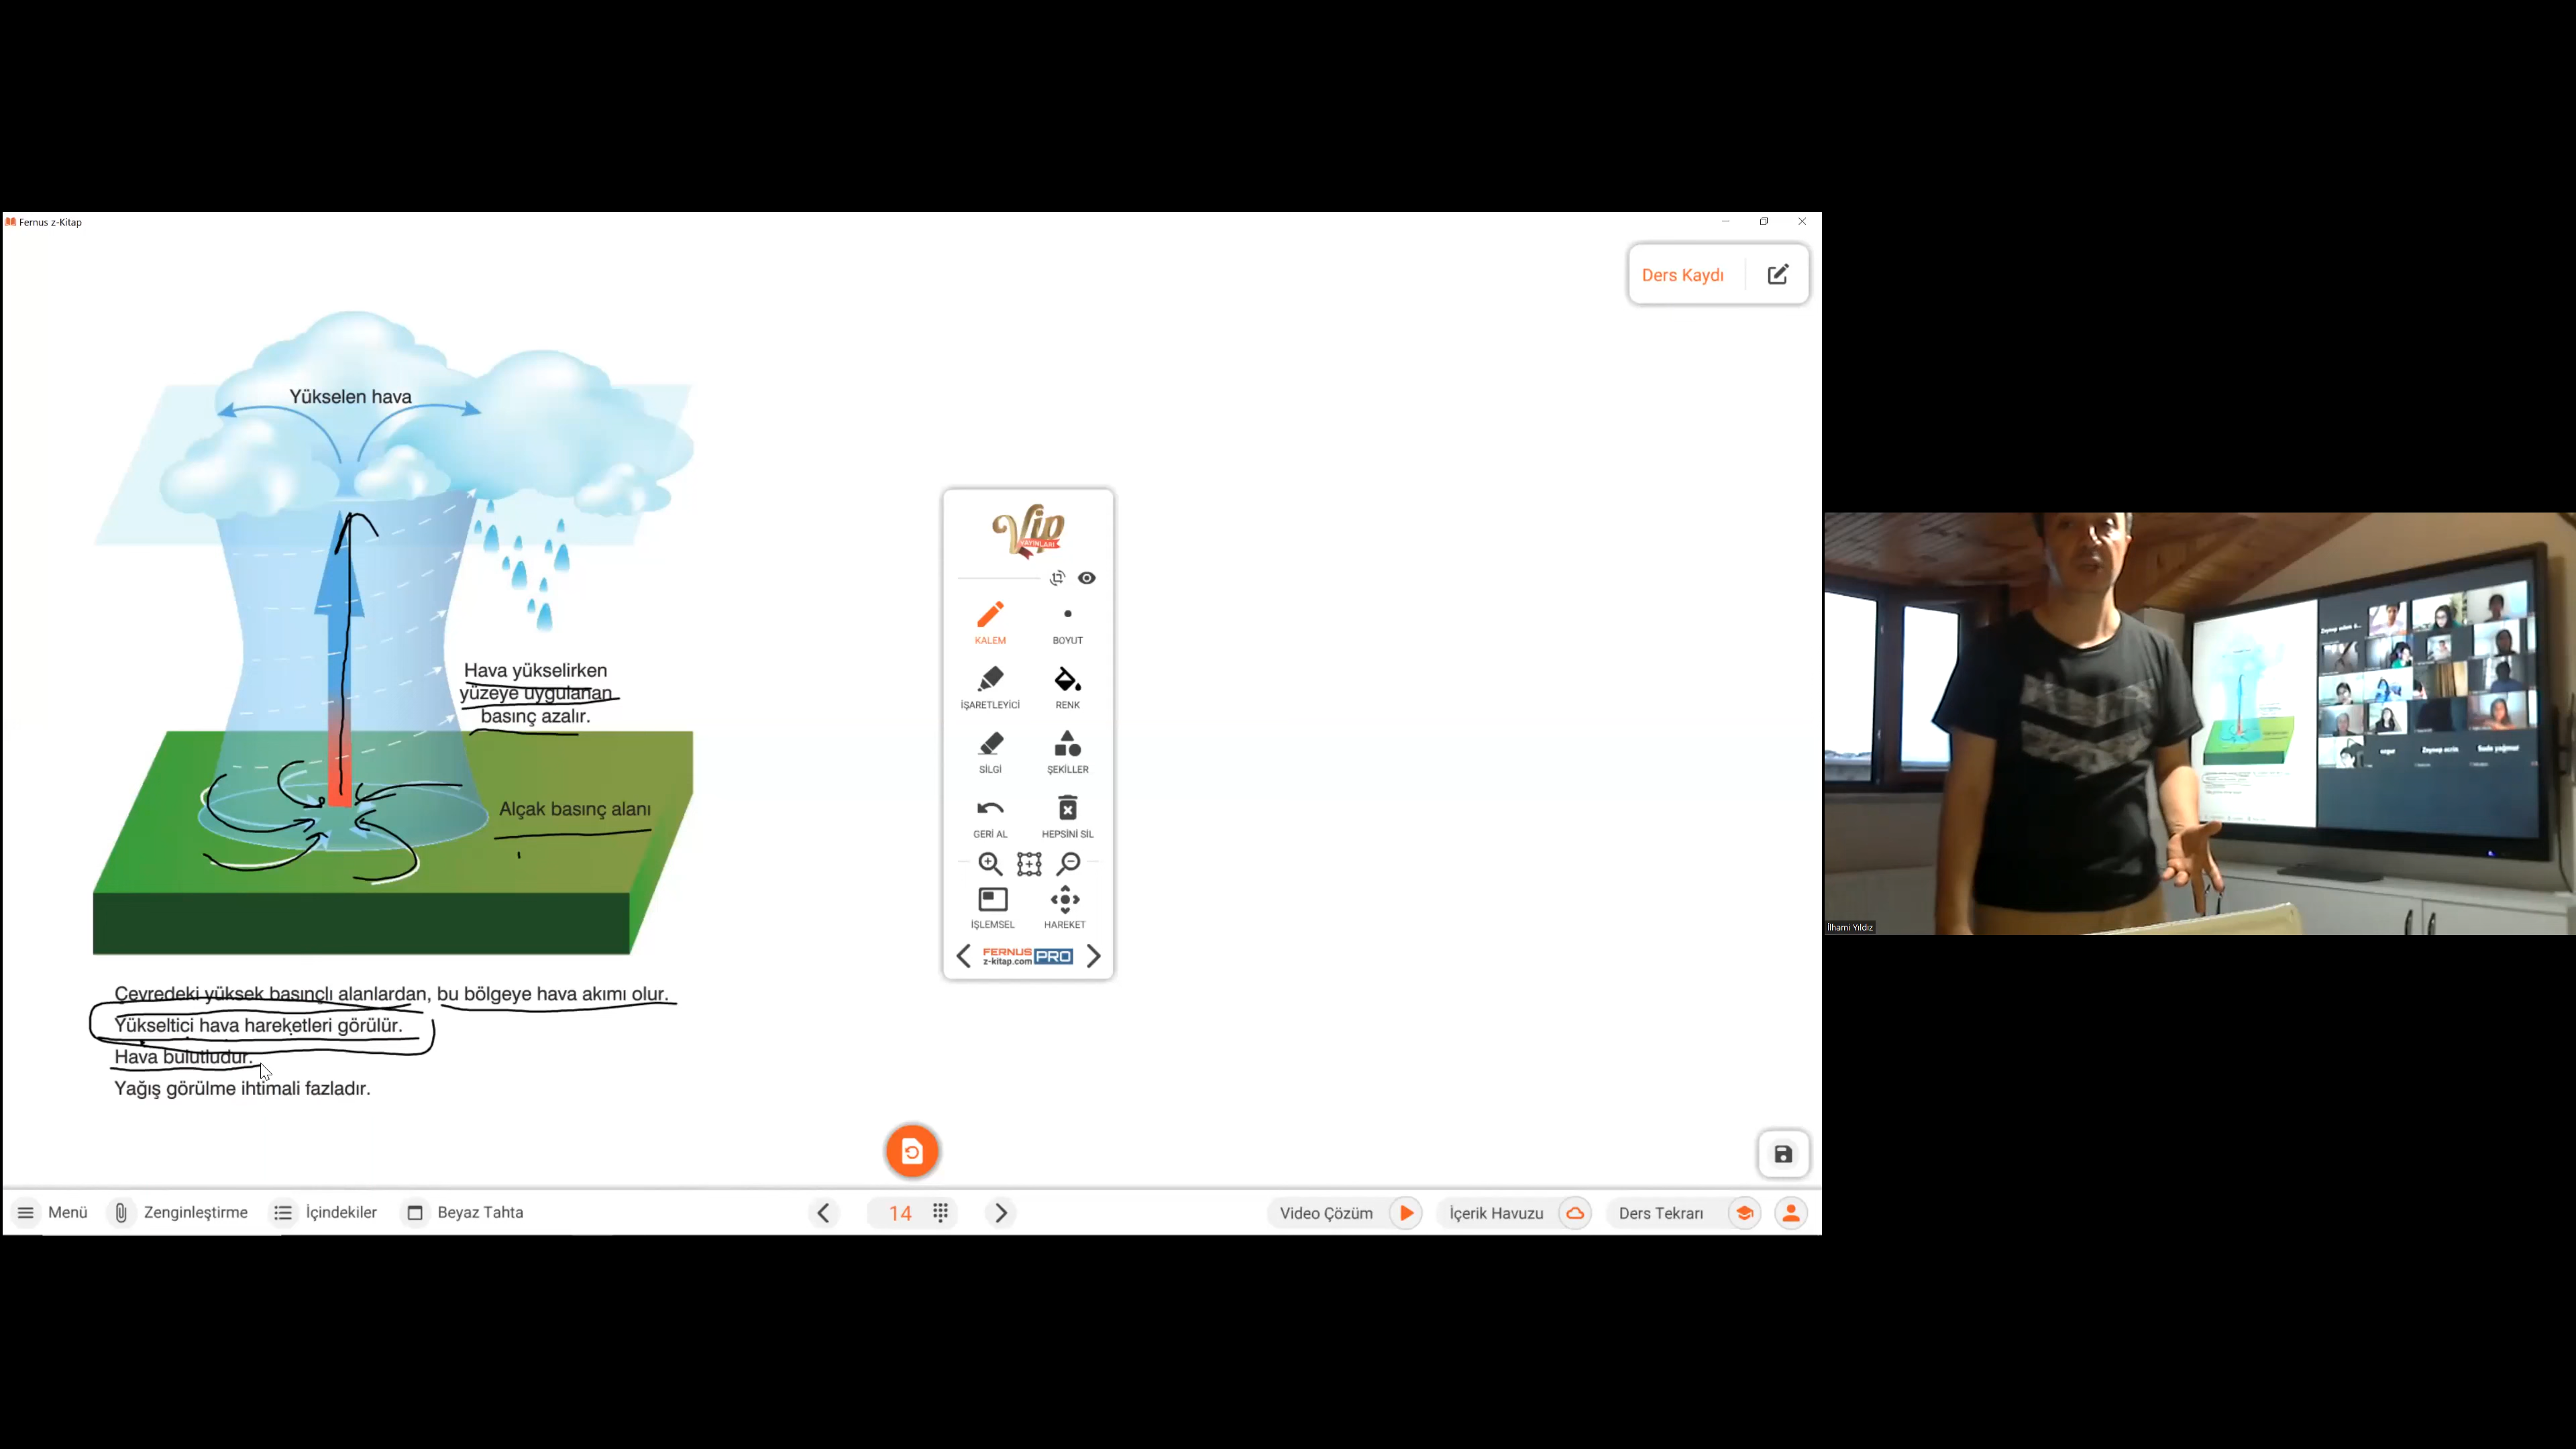 Fernus z-Kitap
Ders Kaydı
Yükselen hava
Hava yükselirken
yüzeye uygulanan
basınç azalır.
Alçak basınç alanı
Çevredeki yüksek basınçlı alanlardan, bu bölgeye hava akımı olur.
Yükseltici hava hareketleri görülür.
Hava bulutludur.
Yağış görülme ihtimali fazladır.
Vip
YAYINLARI
KALEM
BOYUT
İŞARETLEYİCİ
RENK
SİLGİ
ŞEKİLLER
GERİ AL
HEPSİNİ SİL
İŞLEMSEL
HAREKET
FERNUS
z-kitap.com
PRO
Menü
Zenginleştirme
İçindekiler
Beyaz Tahta
14
Video Çözüm
İçerik Havuzu
Ders Tekrarı
İlhami Yıldız